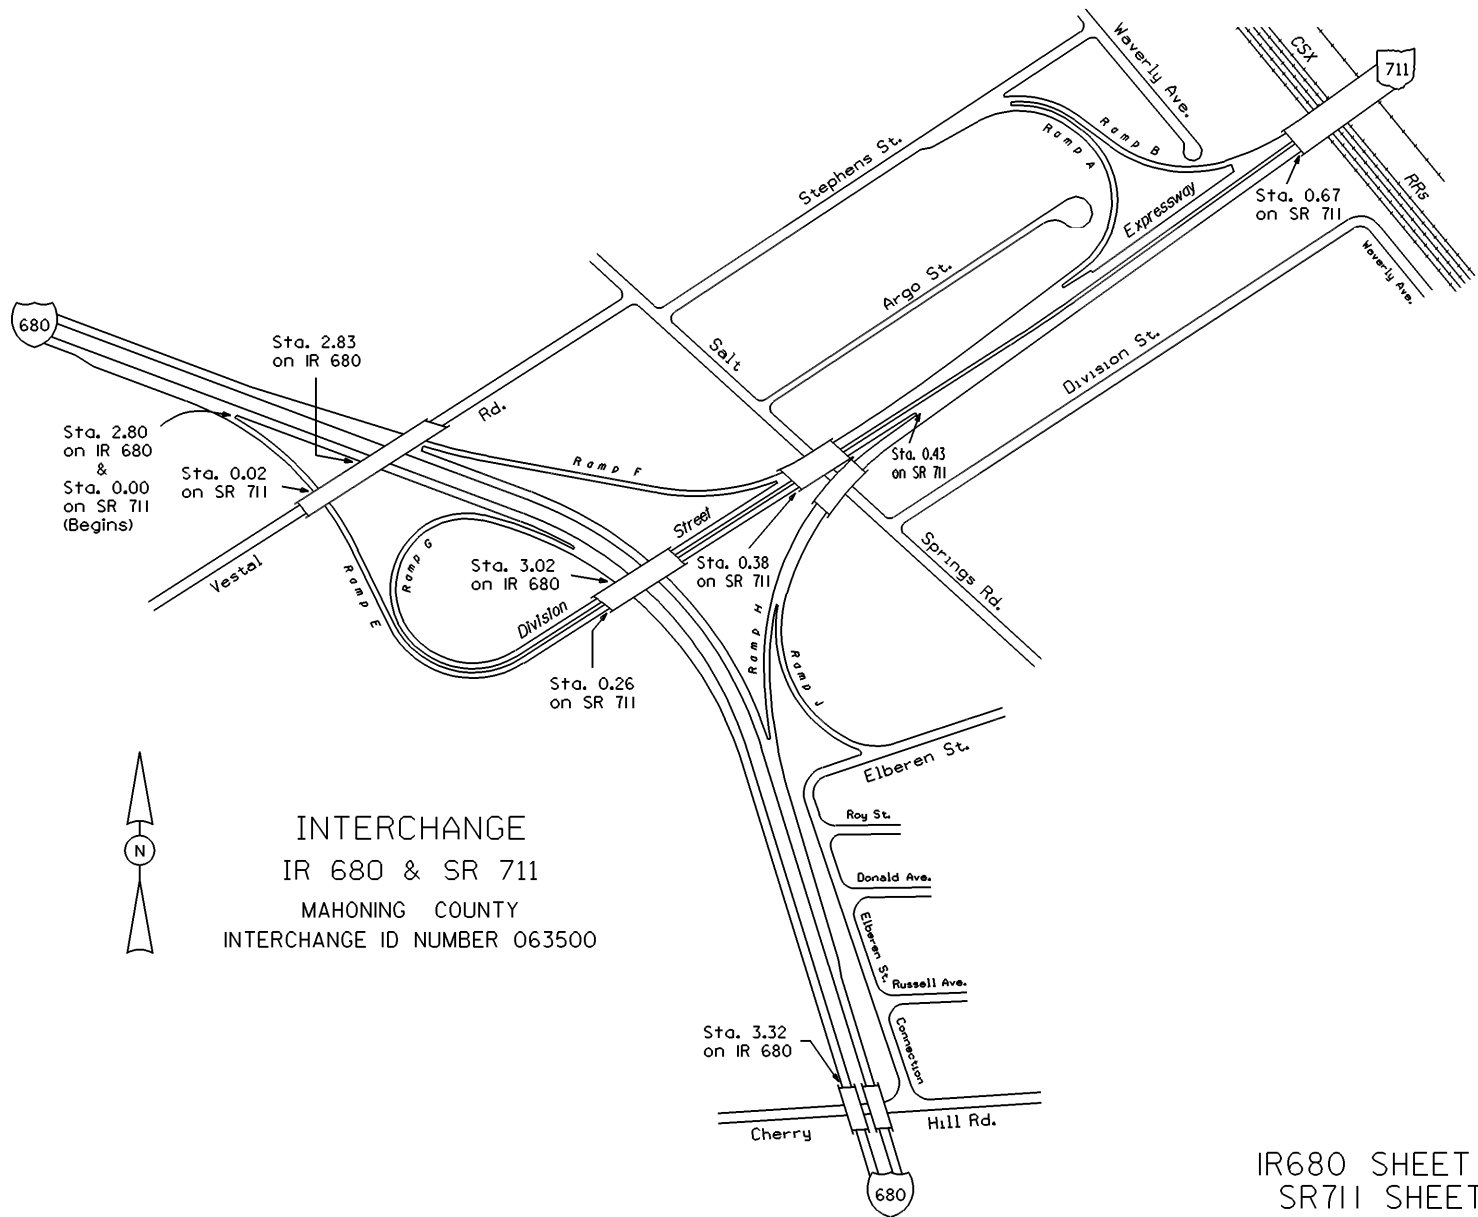 Waverly Ave.
CSX
711
RRs
Stephens St.
Ramp A
Ramp B
Expressway
Sta. 0.67
on SR 711
Waverly Ave.
Argo St.
Division St.
Salt
680
Sta. 2.83
on IR 680
Rd.
Sta. 2.80
on IR 680
&
Sta. 0.00
on SR 711
(Begins)
Sta. 0.02
on SR 711
Ramp F
Sta. 0.43
on SR 711
Street
Springs Rd.
Vestal
Ramp G
Ramp E
Sta. 3.02
on IR 680
Sta. 0.38
on SR 711
Division
Ramp H
Ramp J
Sta. 0.26
on SR 711
Elberen St.
Roy St.
Donald Ave.
Elberen St.
Russell Ave.
Connection
N
INTERCHANGE
IR 680 & SR 711
MAHONING COUNTY
INTERCHANGE ID NUMBER 063500
Sta. 3.32
on IR 680
Cherry
Hill Rd.
680
IR680 SHEET
SR711 SHEET